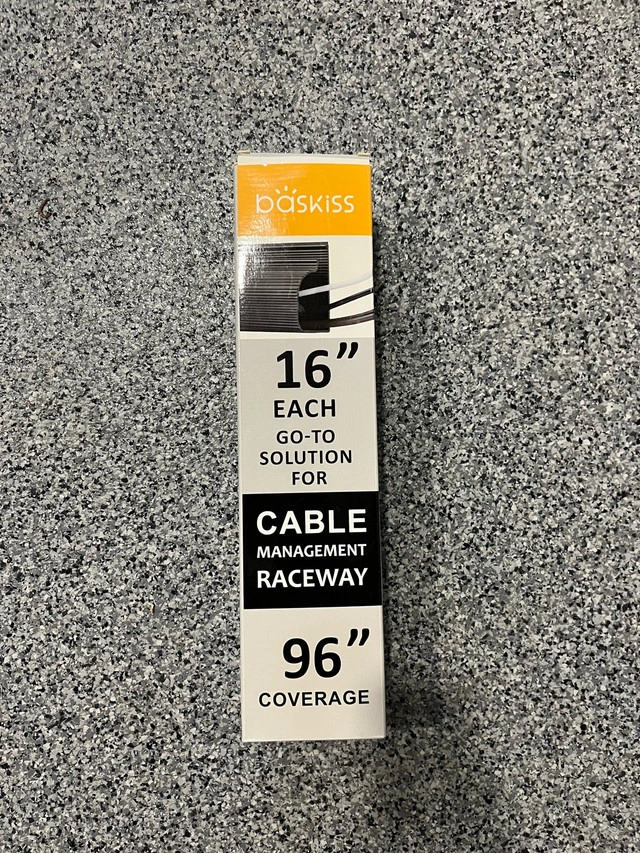 baskiss
16”
EACH
GO-TO
SOLUTION
FOR
CABLE
MANAGEMENT
RACEWAY
96”
COVERAGE